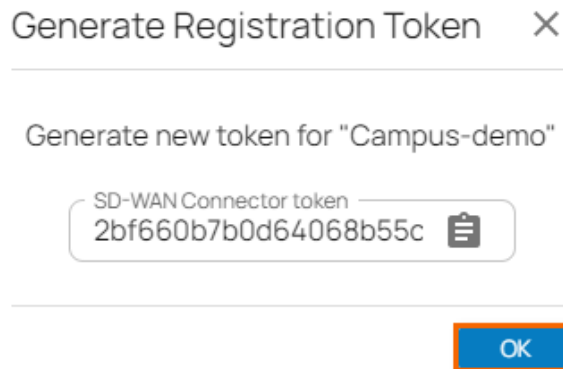 Generate Registration Token
Generate new token for "Campus-demo"
SD-WAN Connector token
2bf660b7b0d64068b55c
OK